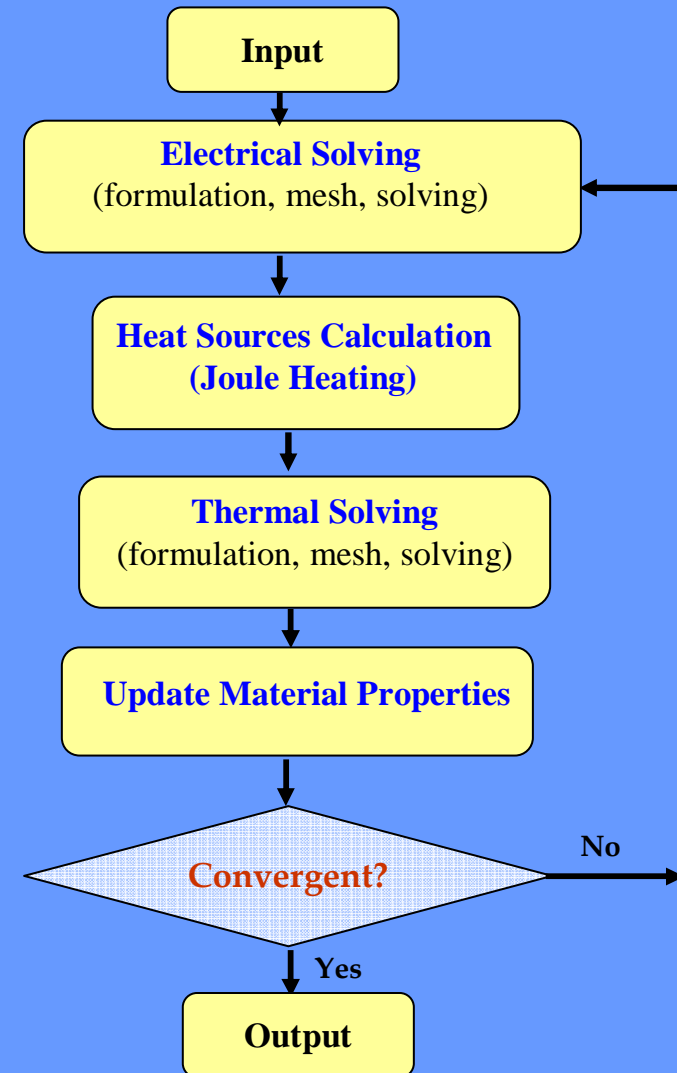 Input
Electrical Solving
(formulation, mesh, solving)
Heat Sources Calculation
(Joule Heating)
Thermal Solving
(formulation, mesh, solving)
Update Material Properties
Convergent?
No
Yes
Output